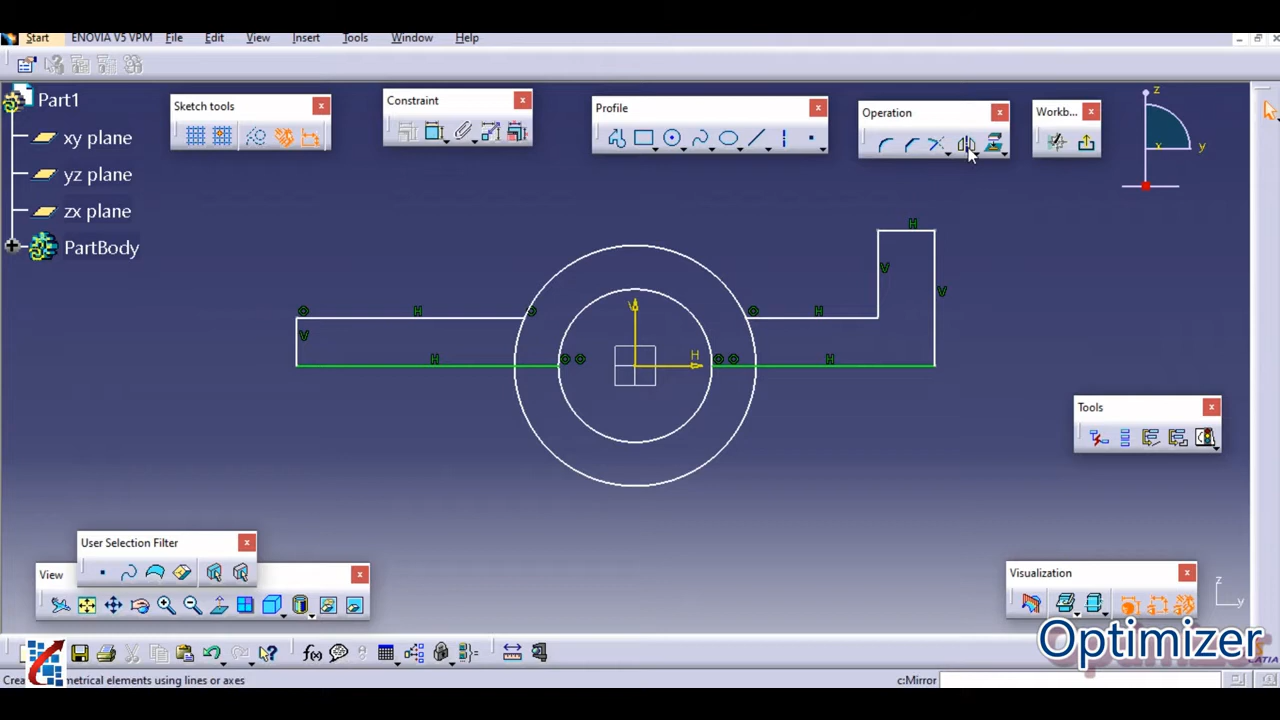 Start ENOVIA V5 VPM File Edit View Insert Tools Window Help
Part1
xy plane
yz plane
zx plane
PartBody
Sketch tools
Constraint
Profile
Operation
Workb...
z
x
y
H
V
V
H
H
V
H
H
V
H
Tools
User Selection Filter
View
Visualization
z
y
f(x)
Optimizer
CATIA
metrical elements using lines or axes
c:Mirror